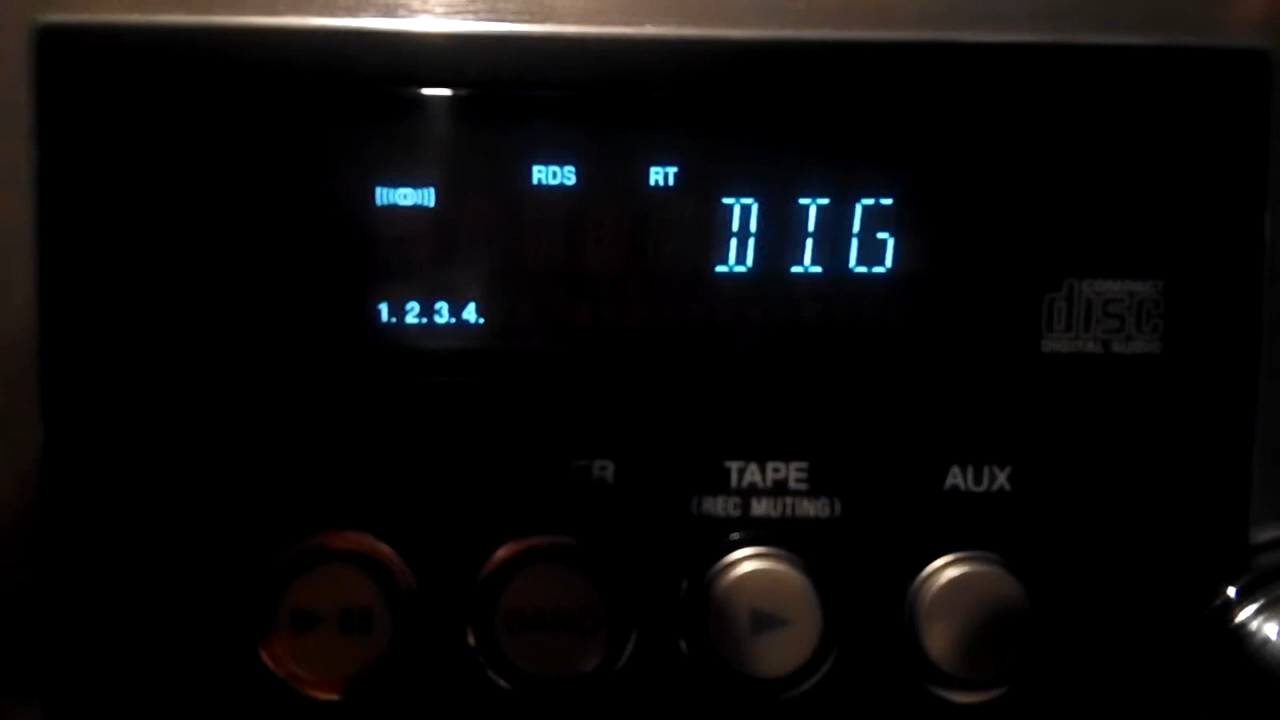 RDS RT
DIG
1. 2. 3. 4.
COMPACT
disc
DIGITAL AUDIO
TAPE AUX
(REC MUTING)